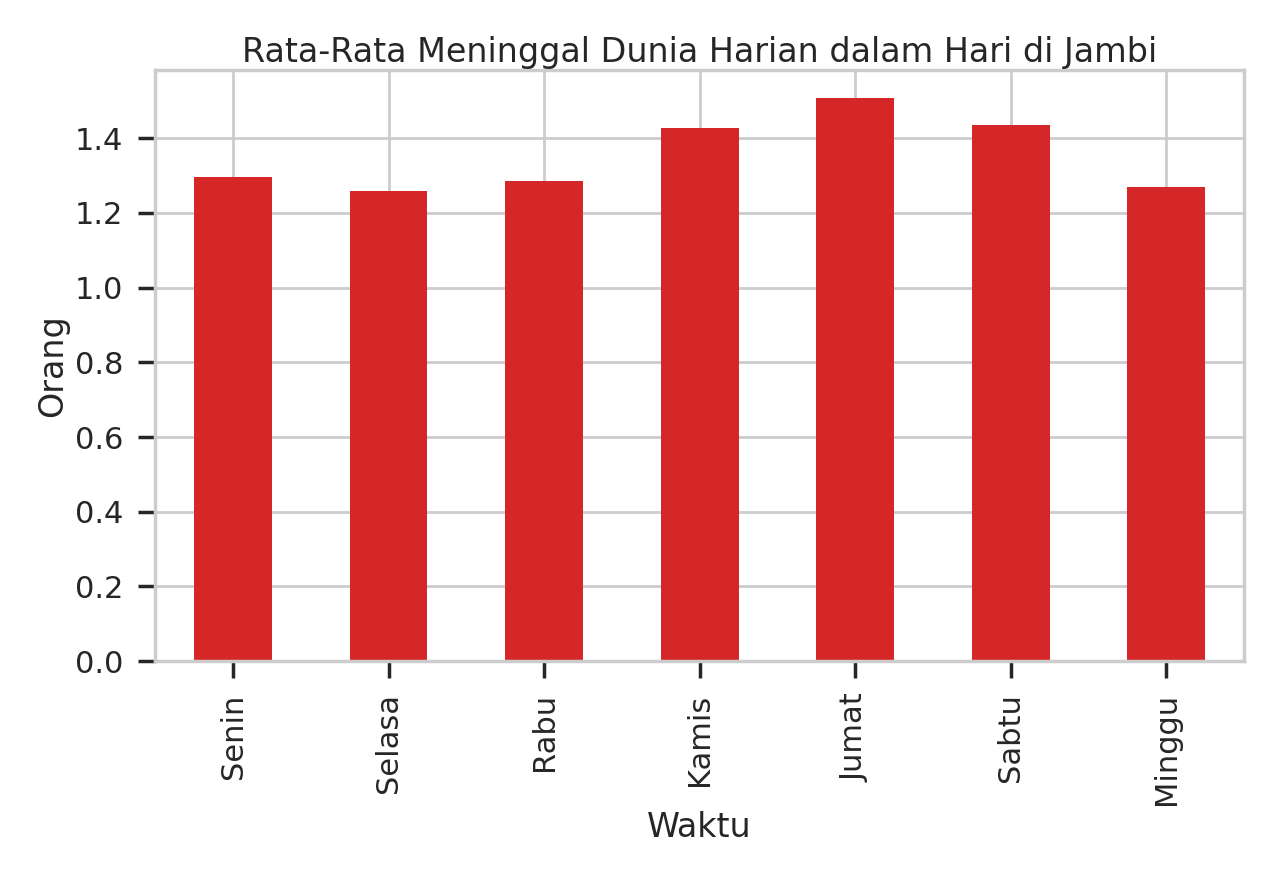 Rata-Rata Meninggal Dunia Harian dalam Hari di Jambi
Orang
1.4
1.2
1.0
0.8
0.6
0.4
0.2
0.0
Senin
Selasa
Rabu
Kamis
Jumat
Sabtu
Minggu
Waktu